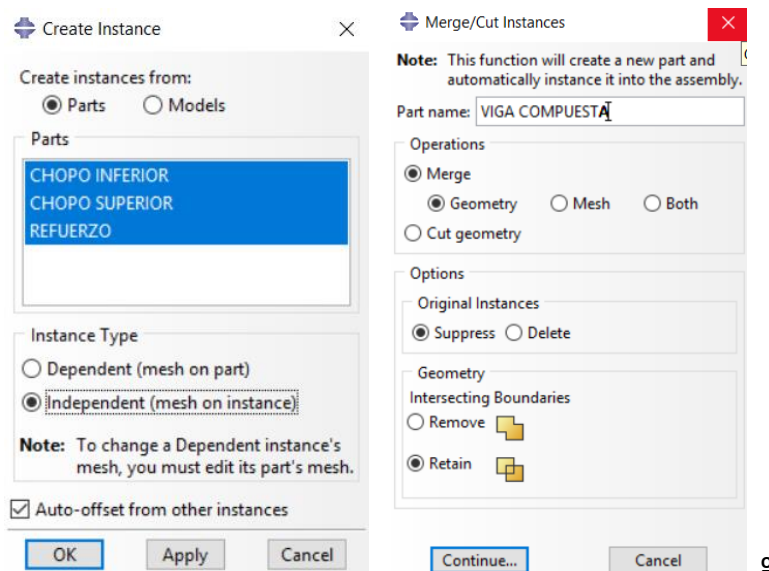 Create Instance
Create instances from:
Parts Models
Parts
CHOPO INFERIOR
CHOPO SUPERIOR
REFUERZO
Instance Type
Dependent (mesh on part)
Independent (mesh on instance)
Note: To change a Dependent instance's
mesh, you must edit its part's mesh.
Auto-offset from other instances
OK Apply Cancel
Merge/Cut Instances
Note: This function will create a new part and
automatically instance it into the assembly.
Part name: VIGA COMPUESTA
Operations
Merge
Geometry Mesh Both
Cut geometry
Options
Original Instances
Suppress Delete
Geometry
Intersecting Boundaries
Remove
Retain
Continue... Cancel